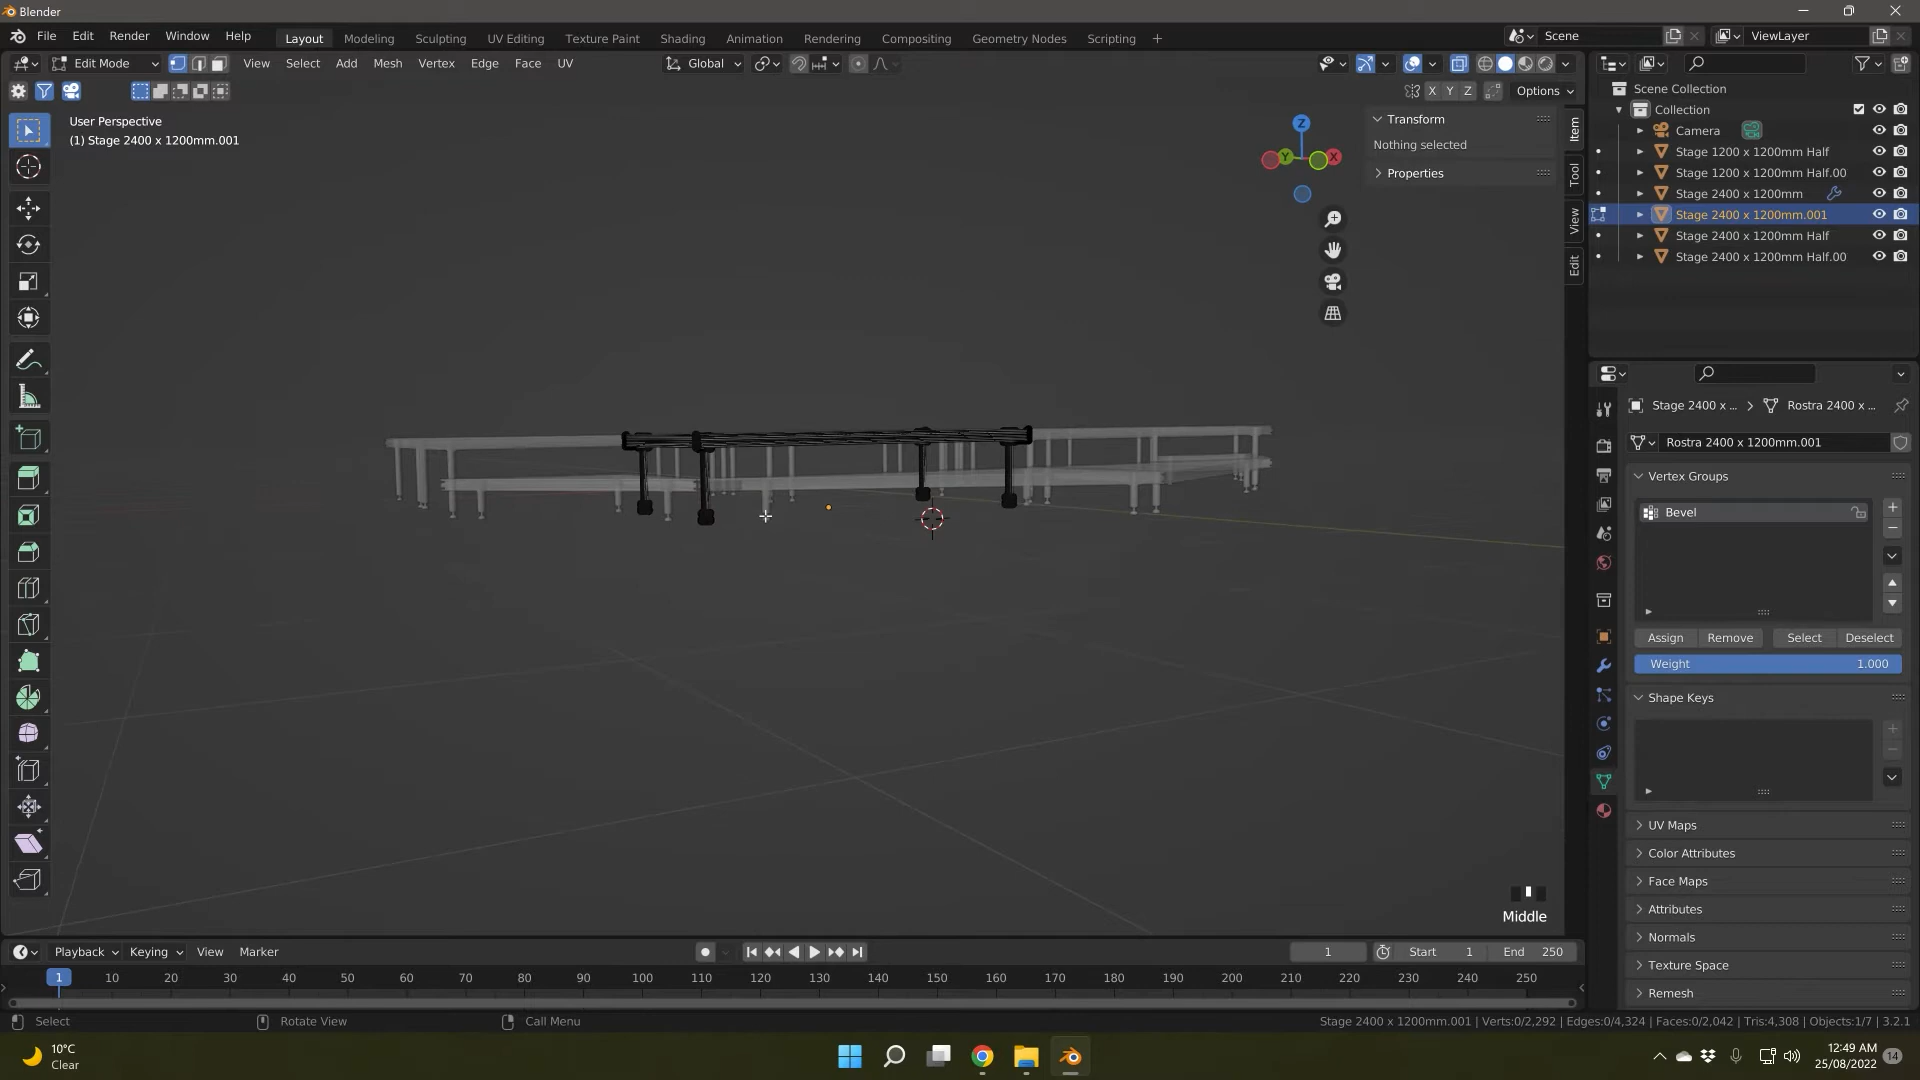 Blender
File Edit Render Window Help
Layout Modeling Sculpting UV Editing Texture Paint Shading Animation Rendering Compositing Geometry Nodes Scripting +
Scene
ViewLayer
Edit Mode
View Select Add Mesh Vertex Edge Face UV
Global
X Y Z
Options
User Perspective
(1) Stage 2400 x 1200mm.001
Z
Y
X
Transform
Nothing selected
Properties
Item
Tool
View
Edit
Scene Collection
Collection
Camera
Stage 1200 x 1200mm Half
Stage 1200 x 1200mm Half.00
Stage 2400 x 1200mm
Stage 2400 x 1200mm.001
Stage 2400 x 1200mm Half
Stage 2400 x 1200mm Half.00
Stage 2400 x ... > Rostra 2400 x ...
Rostra 2400 x 1200mm.001
Vertex Groups
Bevel
Assign Remove Select Deselect
Weight 1.000
Shape Keys
UV Maps
Color Attributes
Face Maps
Attributes
Normals
Texture Space
Remesh
Middle
Playback Keying View Marker
1 Start 1 End 250
1 10 20 30 40 50 60 70 80 90 100 110 120 130 140 150 160 170 180 190 200 210 220 230 240 250
Select Rotate View Call Menu
Stage 2400 x 1200mm.001 | Verts:0/2,292 | Edges:0/4,324 | Faces:0/2,042 | Tris:4,308 | Objects:1/7 | 3.2.1
10°C
Clear
12:49 AM
25/08/2022
14